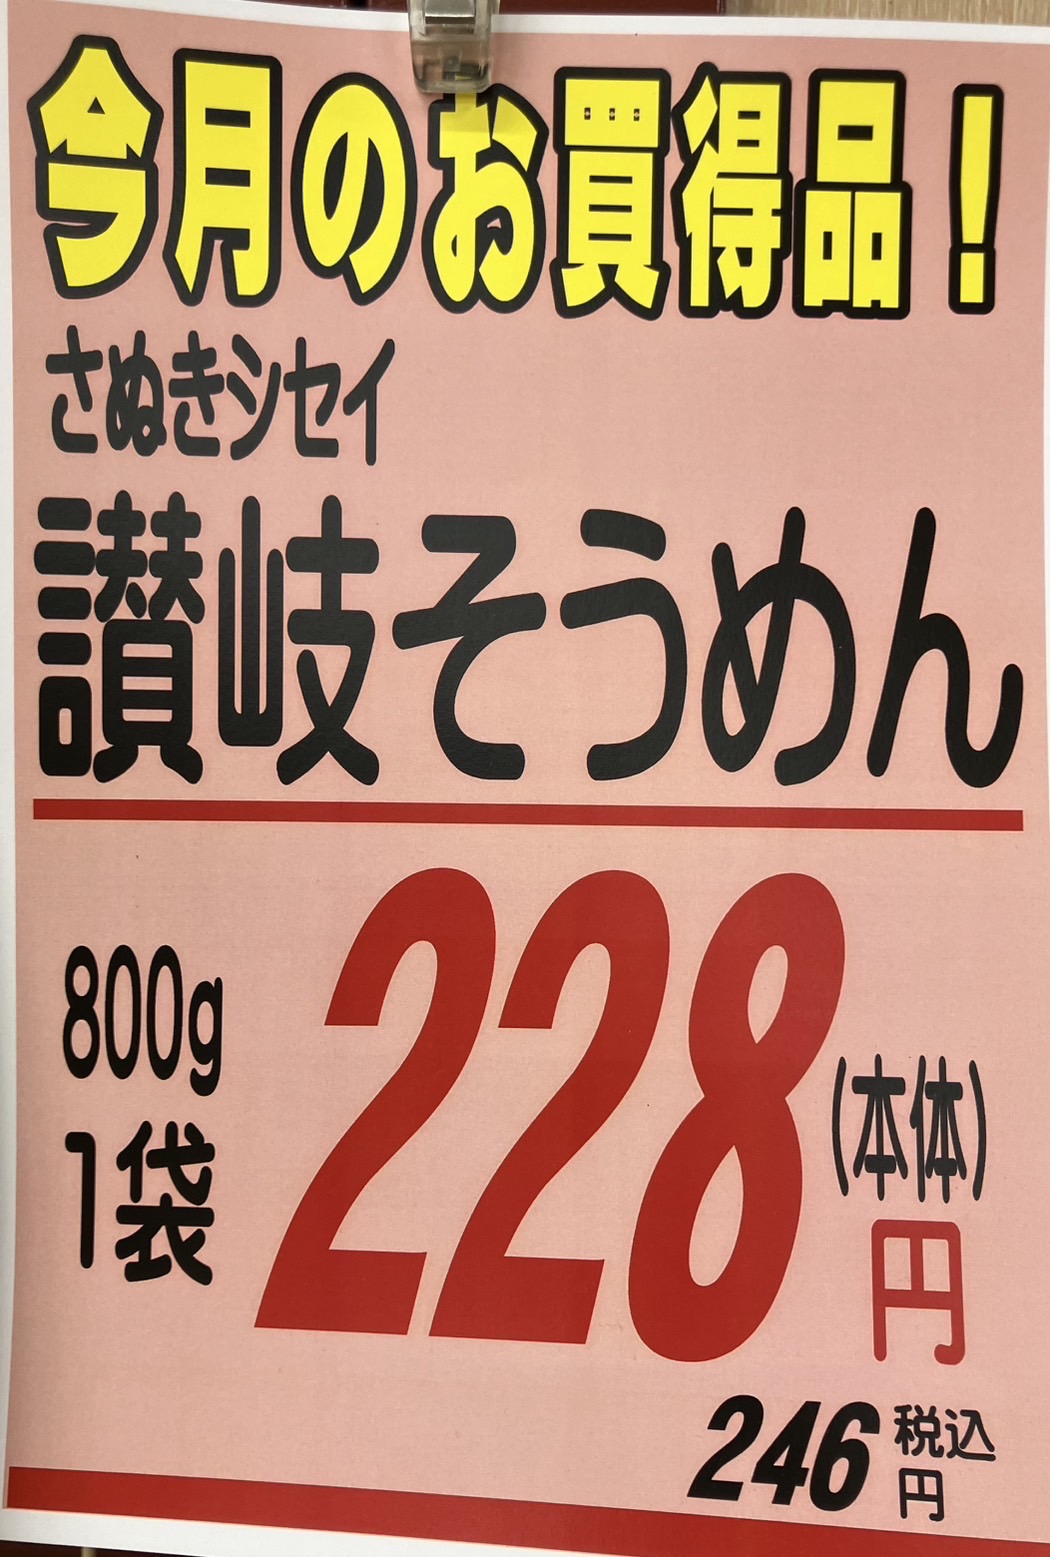 今月のお買得品！
さぬきシセイ
讃岐そうめん
800g
1袋
228
(本体)
円
246 税込
円